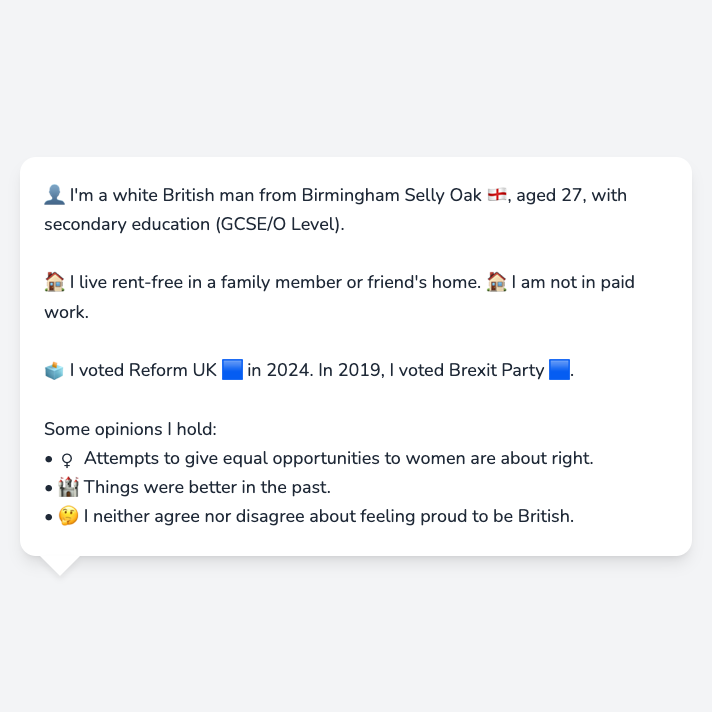 👤 I'm a white British man from Birmingham Selly Oak 🏴󠁧󠁢󠁥󠁮󠁧󠁿, aged 27, with
secondary education (GCSE/O Level).
🏠 I live rent-free in a family member or friend's home. 🏠 I am not in paid
work.
🗳️ I voted Reform UK 🟦 in 2024. In 2019, I voted Brexit Party 🟦.
Some opinions I hold:
• ♀ Attempts to give equal opportunities to women are about right.
• 🏰 Things were better in the past.
• 🤔 I neither agree nor disagree about feeling proud to be British.